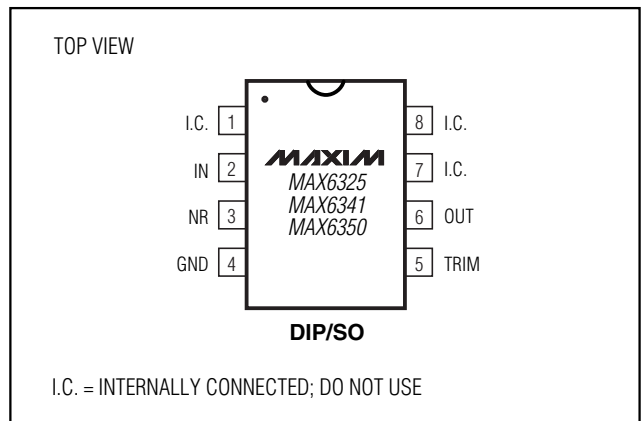 TOP VIEW
I.C. 1
IN 2
NR 3
GND 4
MAXIM
MAX6325
MAX6341
MAX6350
8 I.C.
7 I.C.
6 OUT
5 TRIM
DIP/SO
I.C. = INTERNALLY CONNECTED; DO NOT USE